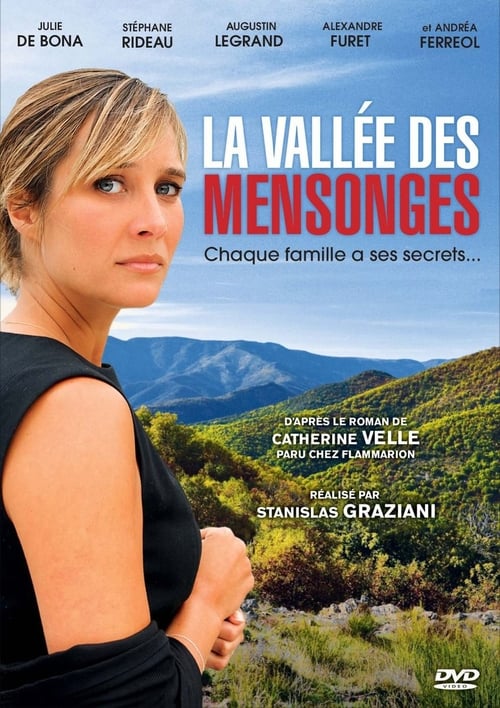 JULIE
DE BONA
STÉPHANE
RIDEAU
AUGUSTIN
LEGRAND
ALEXANDRE
FURET
et ANDRÉA
FERREOL
LA VALLÉE DES
MENSONGES
Chaque famille a ses secrets...
D'APRÈS LE ROMAN DE
CATHERINE VELLE
PARU CHEZ FLAMMARION
RÉALISÉ PAR
STANISLAS GRAZIANI
DVD
VIDEO